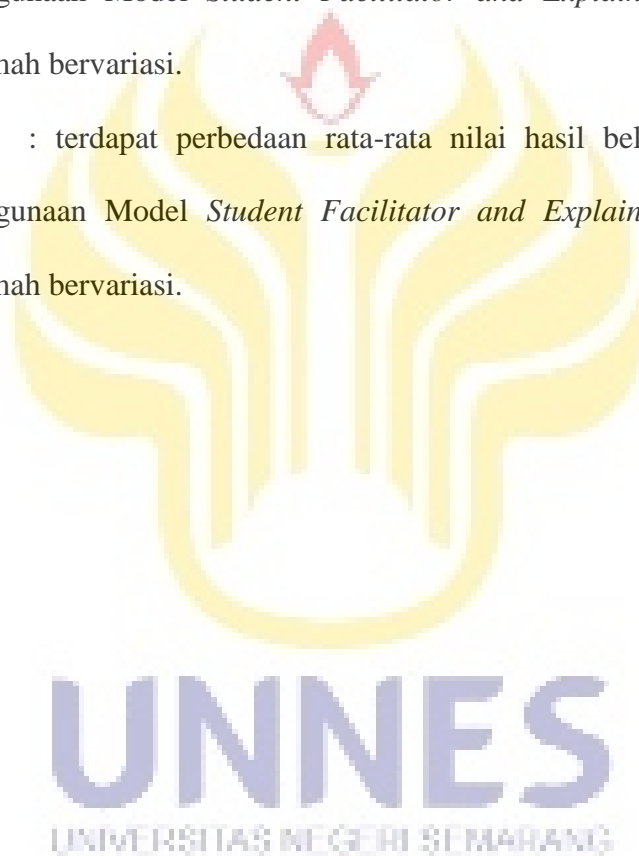 gunaan Model Student Facilitator and Explain
nah bervariasi.
: terdapat perbedaan rata-rata nilai hasil bel
gunaan Model Student Facilitator and Explain
nah bervariasi.
UNNES
UNIVERSITAS NEGERI SEMARANG